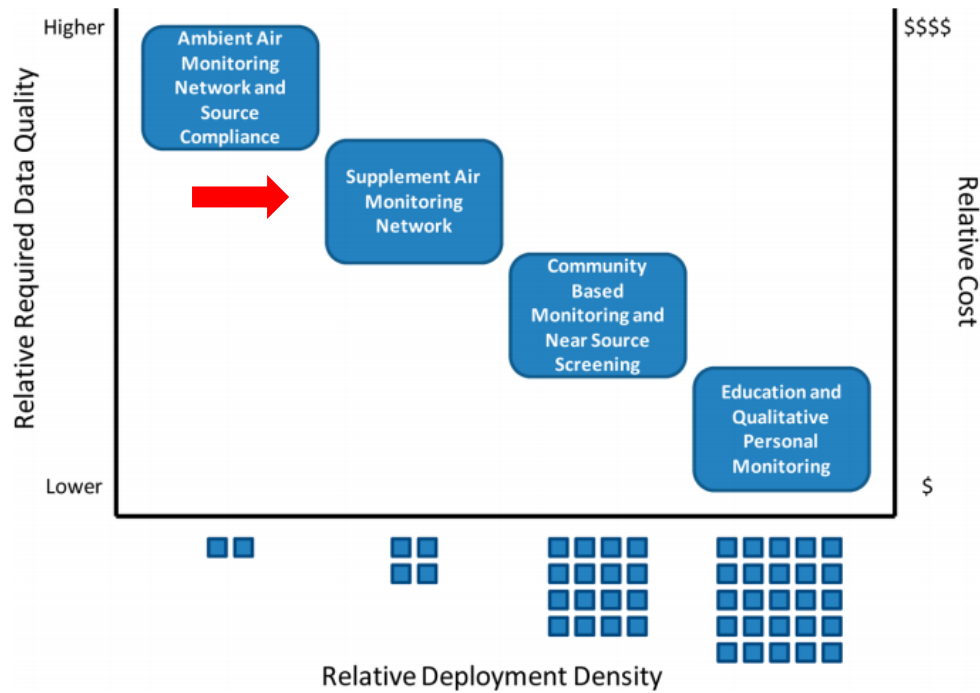 Higher
$$$$
Ambient Air
Monitoring
Network and
Source
Compliance
Supplement Air
Monitoring
Network
Community
Based
Monitoring and
Near Source
Screening
Education and
Qualitative
Personal
Monitoring
Relative Required Data Quality
Relative Cost
Lower
$
Relative Deployment Density